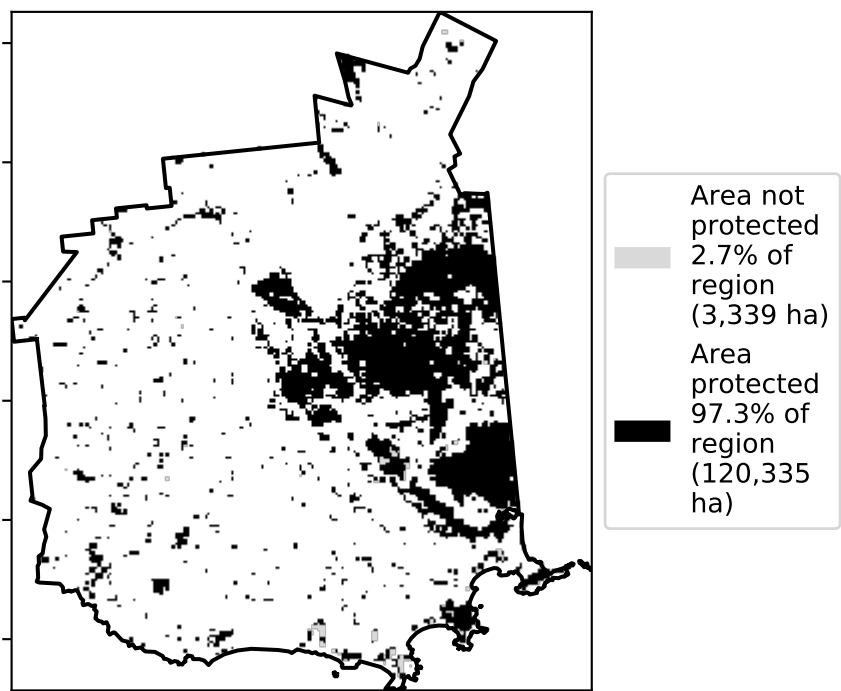 Area not
protected
2.7% of
region
(3,339 ha)
Area
protected
97.3% of
region
(120,335
ha)